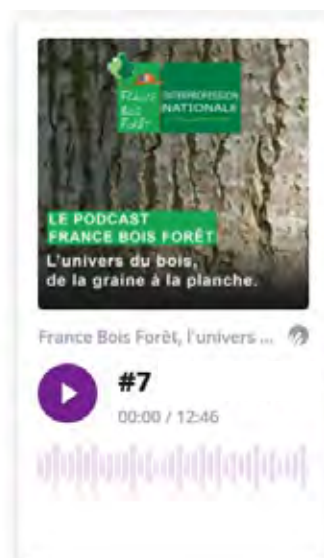 France
Bois
Forêt
INTERPROFESSION
NATIONALE
LE PODCAST
FRANCE BOIS FORÊT
L'univers du bois,
de la graine à la planche.
France Bois Forêt, l'univers ...
#7
00:00 / 12:46